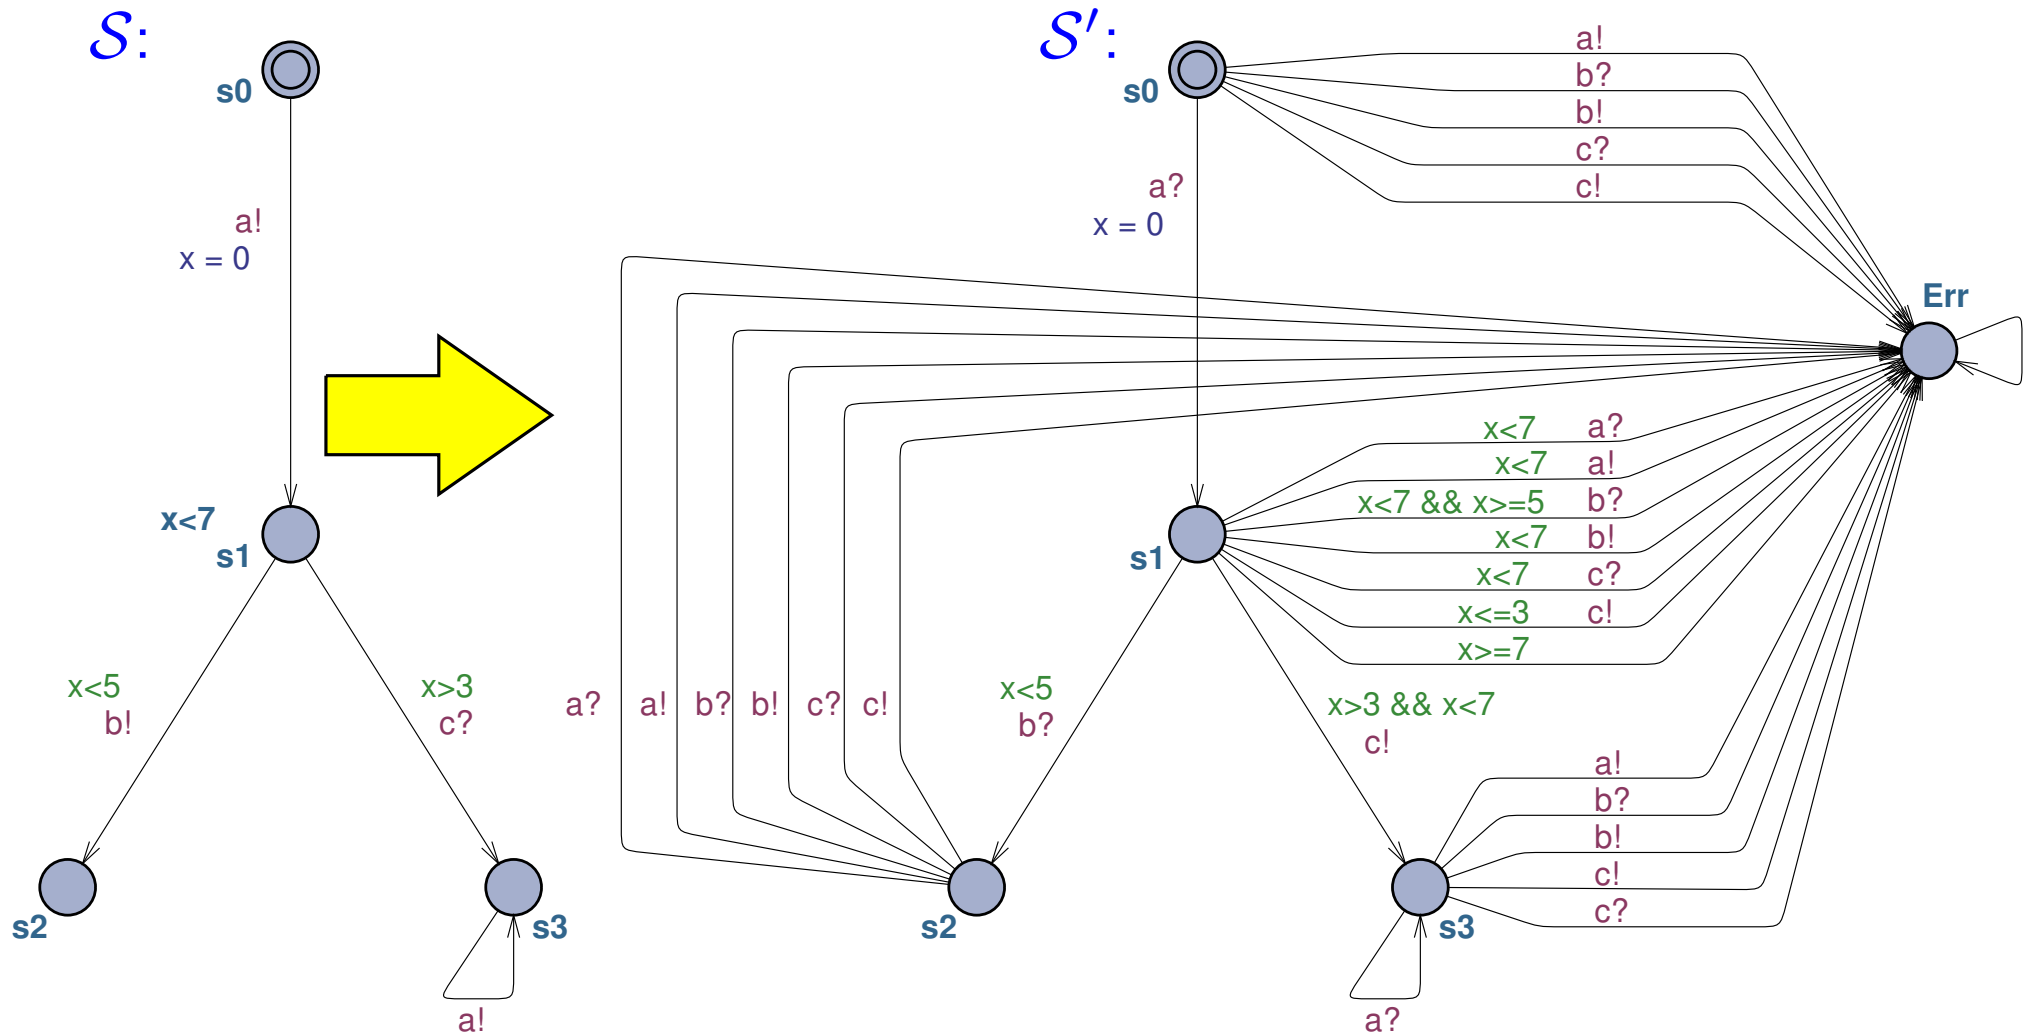 S:
s0
a!
x = 0
x<7
s1
x<5
b!
x>3
c?
s2
s3
a!
S′:
s0
a!
b?
b!
c?
c!
a?
x = 0
Err
x<7 a?
x<7 a!
x<7 && x>=5 b?
x<7 b!
x<7 c?
x<=3 c!
x>=7
s1
a? a! b? b! c? c!
x<5
b?
x>3 && x<7
c!
a!
b?
b!
c!
c?
s2
s3
a?